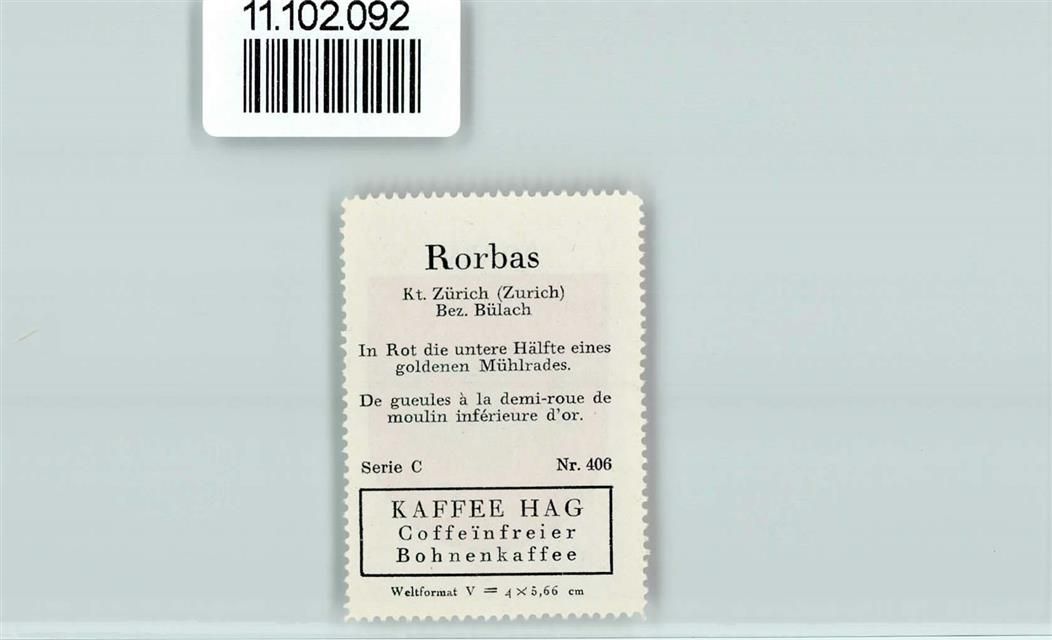 11.102.092
Rorbas
Kt. Zürich (Zurich)
Bez. Bülach
In Rot die untere Hälfte eines
goldenen Mühlrades.
De gueules à la demi-roue de
moulin inférieure d'or.
Serie C Nr. 406
KAFFEE HAG
Coffeïnfreier
Bohnenkaffee
Weltformat V = 4 × 5,66 cm